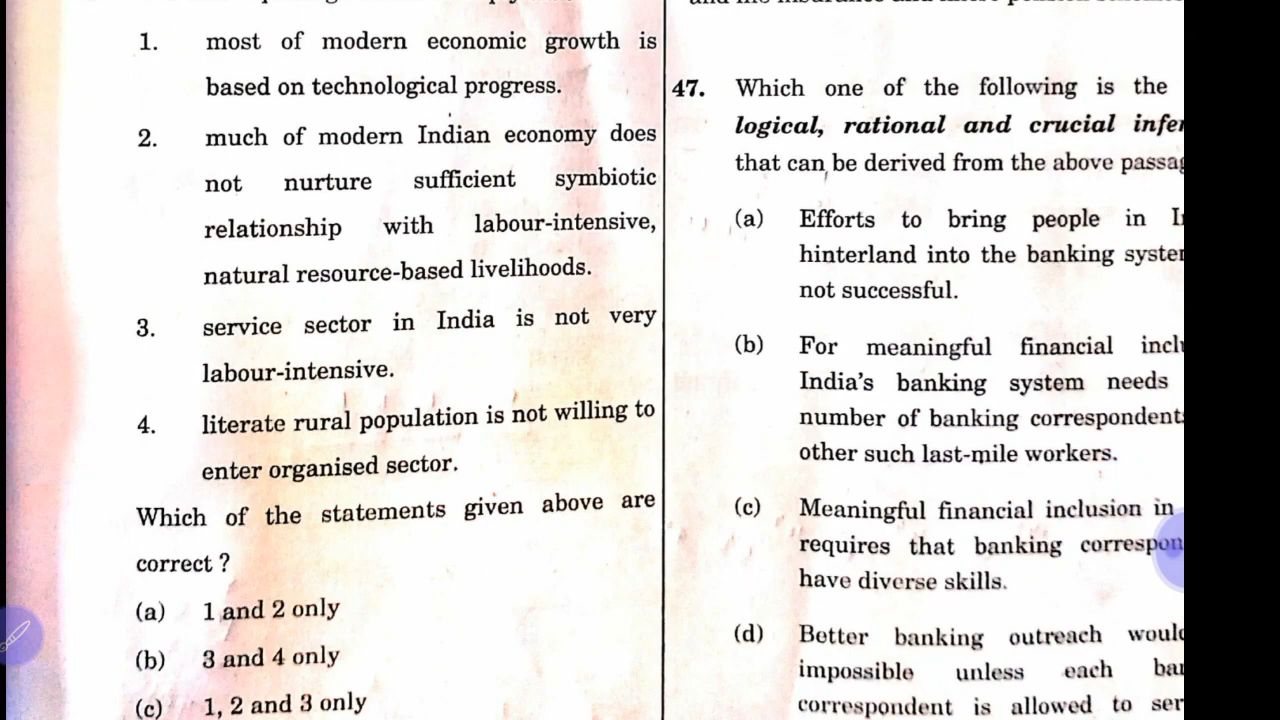 1. most of modern economic growth is
based on technological progress.
2. much of modern Indian economy does
not nurture sufficient symbiotic
relationship with labour-intensive,
natural resource-based livelihoods.
3. service sector in India is not very
labour-intensive.
4. literate rural population is not willing to
enter organised sector.
Which of the statements given above are
correct ?
(a) 1 and 2 only
(b) 3 and 4 only
(c) 1, 2 and 3 only
47. Which one of the following is the
logical, rational and crucial
that can be derived from the above
(a) Efforts to bring people in
hinterland into the banking
not successful.
(b) For meaningful financial
India's banking system needs
number of banking
other such last-mile workers.
(c) Meaningful financial inclusion in
requires that banking
have diverse skills.
(d) Better banking outreach
impossible unless each
correspondent is allowed to